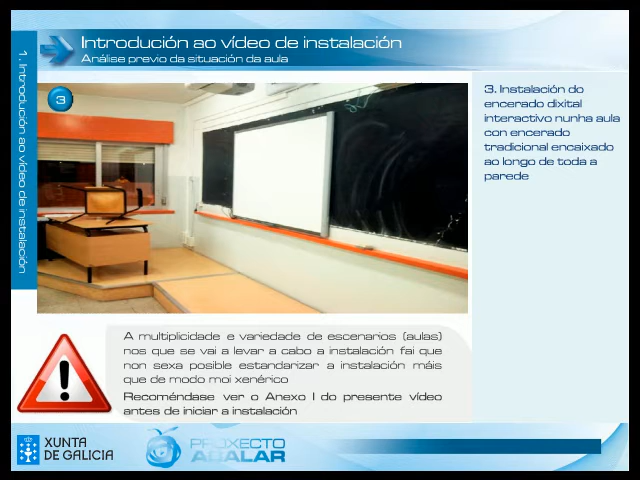 Introdución ao vídeo de instalación
Análise previo da situación da aula
1. Introdución ao vídeo de instalación
3
3. Instalación do
encerado dixital
interactivo nunha aula
con encerado
tradicional encaixado
ao longo de toda a
parede
A multiplicidade e variedade de escenarios (aulas)
nos que se vai a levar a cabo a instalación fai que
non sexa posible estandarizar a instalación máis
que de modo moi xenérico
Recoméndase ver o Anexo I do presente vídeo
antes de iniciar a instalación
XUNTA
DE GALICIA
PROXECTO
ABALAR